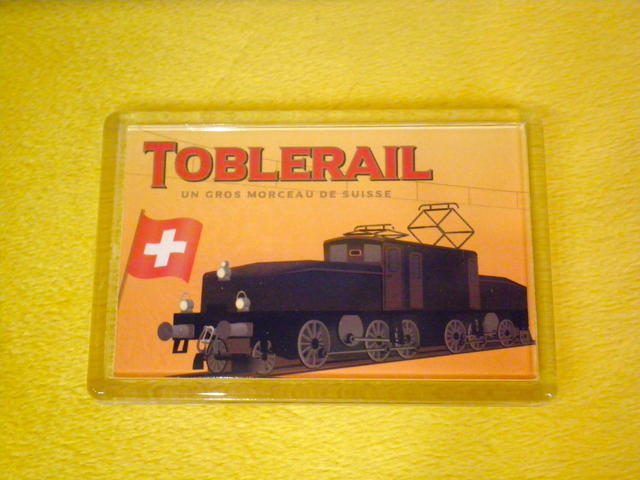 TOBLERAIL
UN GROS MORCEAU DE SUISSE